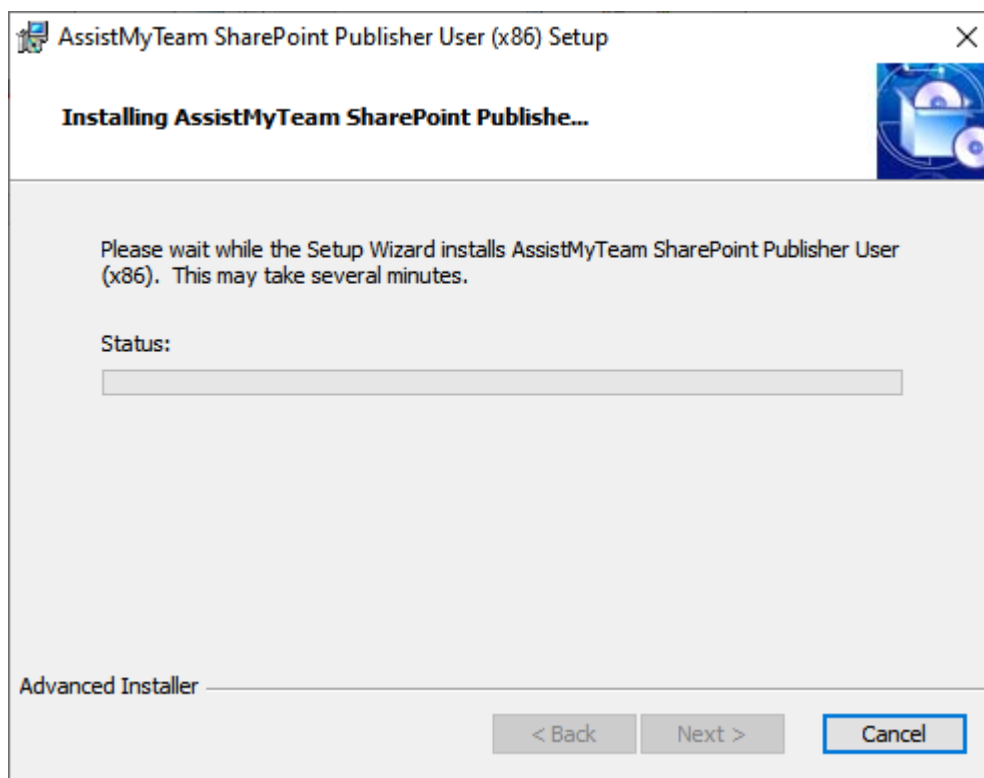 AssistMyTeam SharePoint Publisher User (x86) Setup
Installing AssistMyTeam SharePoint Publishe...
Please wait while the Setup Wizard installs AssistMyTeam SharePoint Publisher User
(x86).  This may take several minutes.
Status:
Advanced Installer
< Back
Next >
Cancel